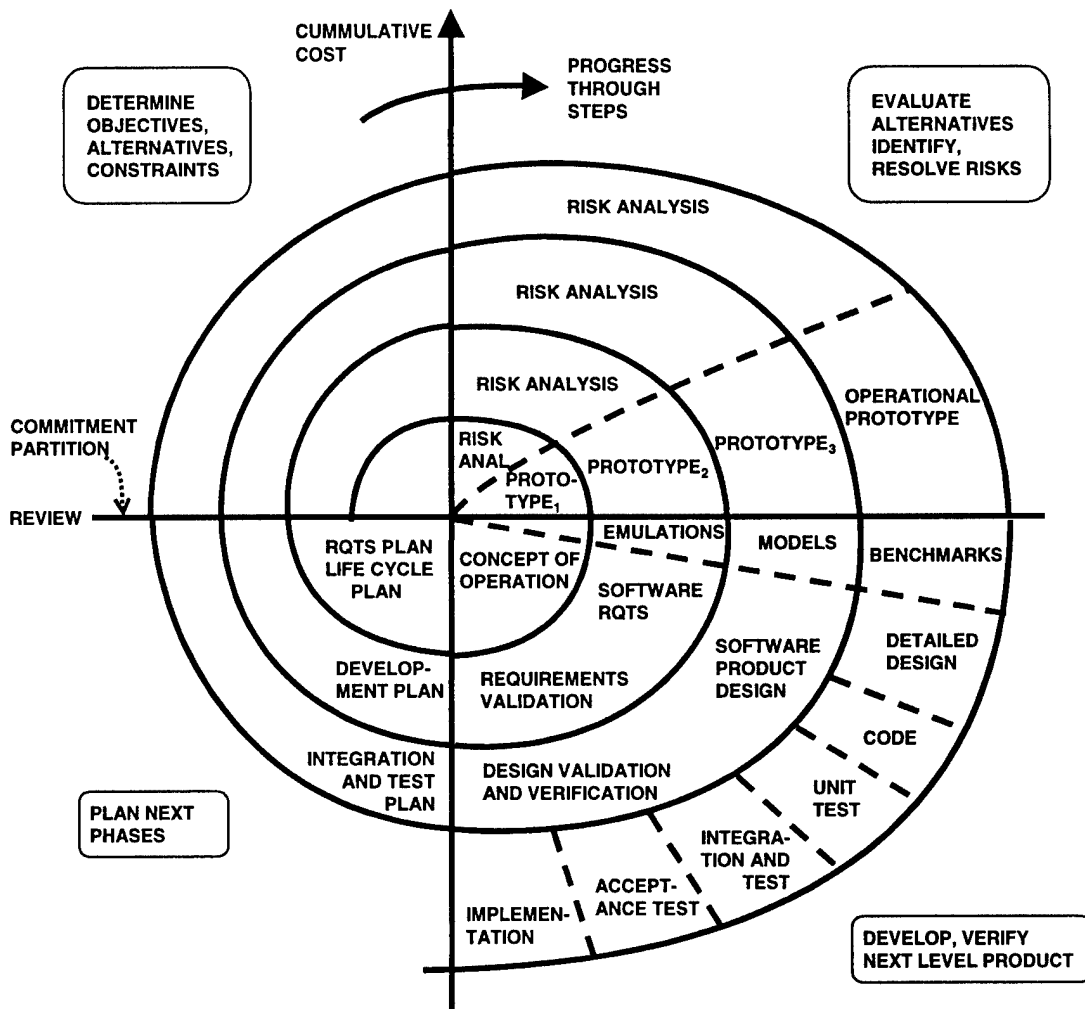 CUMMULATIVE
COST
PROGRESS
THROUGH
STEPS
DETERMINE
OBJECTIVES,
ALTERNATIVES,
CONSTRAINTS
EVALUATE
ALTERNATIVES
IDENTIFY,
RESOLVE RISKS
RISK ANALYSIS
RISK ANALYSIS
RISK ANALYSIS
RISK
ANAL
PROTO-
TYPE1
PROTOTYPE2
PROTOTYPE3
OPERATIONAL
PROTOTYPE
COMMITMENT
PARTITION
REVIEW
EMULATIONS
MODELS
BENCHMARKS
RQTS PLAN
LIFE CYCLE
PLAN
CONCEPT OF
OPERATION
SOFTWARE
RQTS
SOFTWARE
PRODUCT
DESIGN
DETAILED
DESIGN
DEVELOP-
MENT PLAN
REQUIREMENTS
VALIDATION
CODE
INTEGRATION
AND TEST
PLAN
DESIGN VALIDATION
AND VERIFICATION
UNIT
TEST
PLAN NEXT
PHASES
INTEGRA-
TION AND
TEST
ACCEPT-
ANCE TEST
IMPLEMEN-
TATION
DEVELOP, VERIFY
NEXT LEVEL PRODUCT